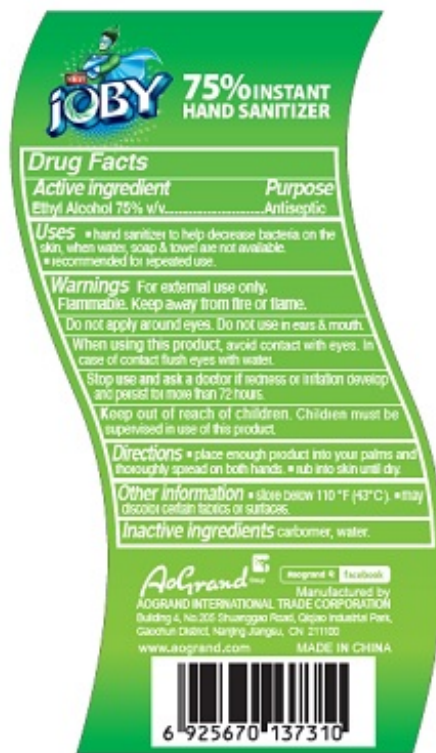 JOBY
75% INSTANT
HAND SANITIZER
Drug Facts
Active ingredient Purpose
Ethyl Alcohol 75% v/v......................Antiseptic
Uses ▪ hand sanitizer to help decrease bacteria on the
skin, when water, soap & towel are not available.
▪ recommended for repeated use.
Warnings For external use only.
Flammable. Keep away from fire or flame.
Do not apply around eyes. Do not use in ears & mouth.
When using this product, avoid contact with eyes. In
case of contact flush eyes with water.
Stop use and ask a doctor if redness or irritation develop
and persist for more than 72 hours.
Keep out of reach of children. Children must be
supervised in use of this product.
Directions ▪ place enough product into your palms and
thoroughly spread on both hands. ▪ rub into skin until dry.
Other information ▪ store below 110 °F (43°C). ▪ may
discolor certain fabrics or surfaces.
Inactive ingredients carbomer, water.
AoGrand Group
Aogrand facebook
Manufactured by
AOGRAND INTERNATIONAL TRADE CORPORATION
Building 4, No.205 Shuanggao Road, Qiqiao Industrial Park,
Gaochun District, Nanjing Jiangsu, CN 211100
www.aogrand.com MADE IN CHINA
6 925670 137310